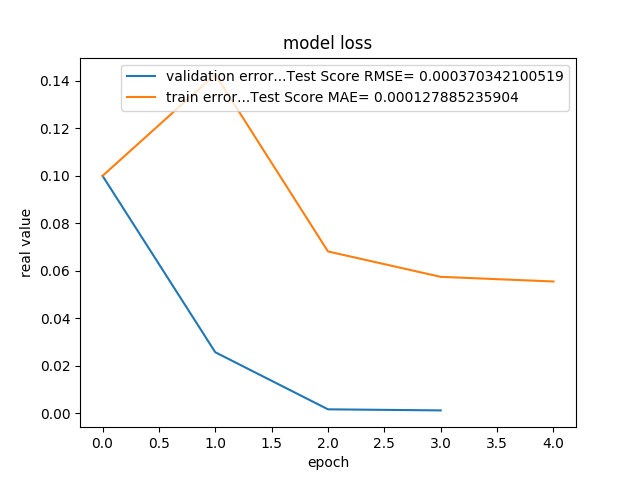 model loss
validation error...Test Score RMSE= 0.000370342100519
train error...Test Score MAE= 0.000127885235904
0.14
0.12
0.10
0.08
0.06
0.04
0.02
0.00
real value
0.0 0.5 1.0 1.5 2.0 2.5 3.0 3.5 4.0
epoch